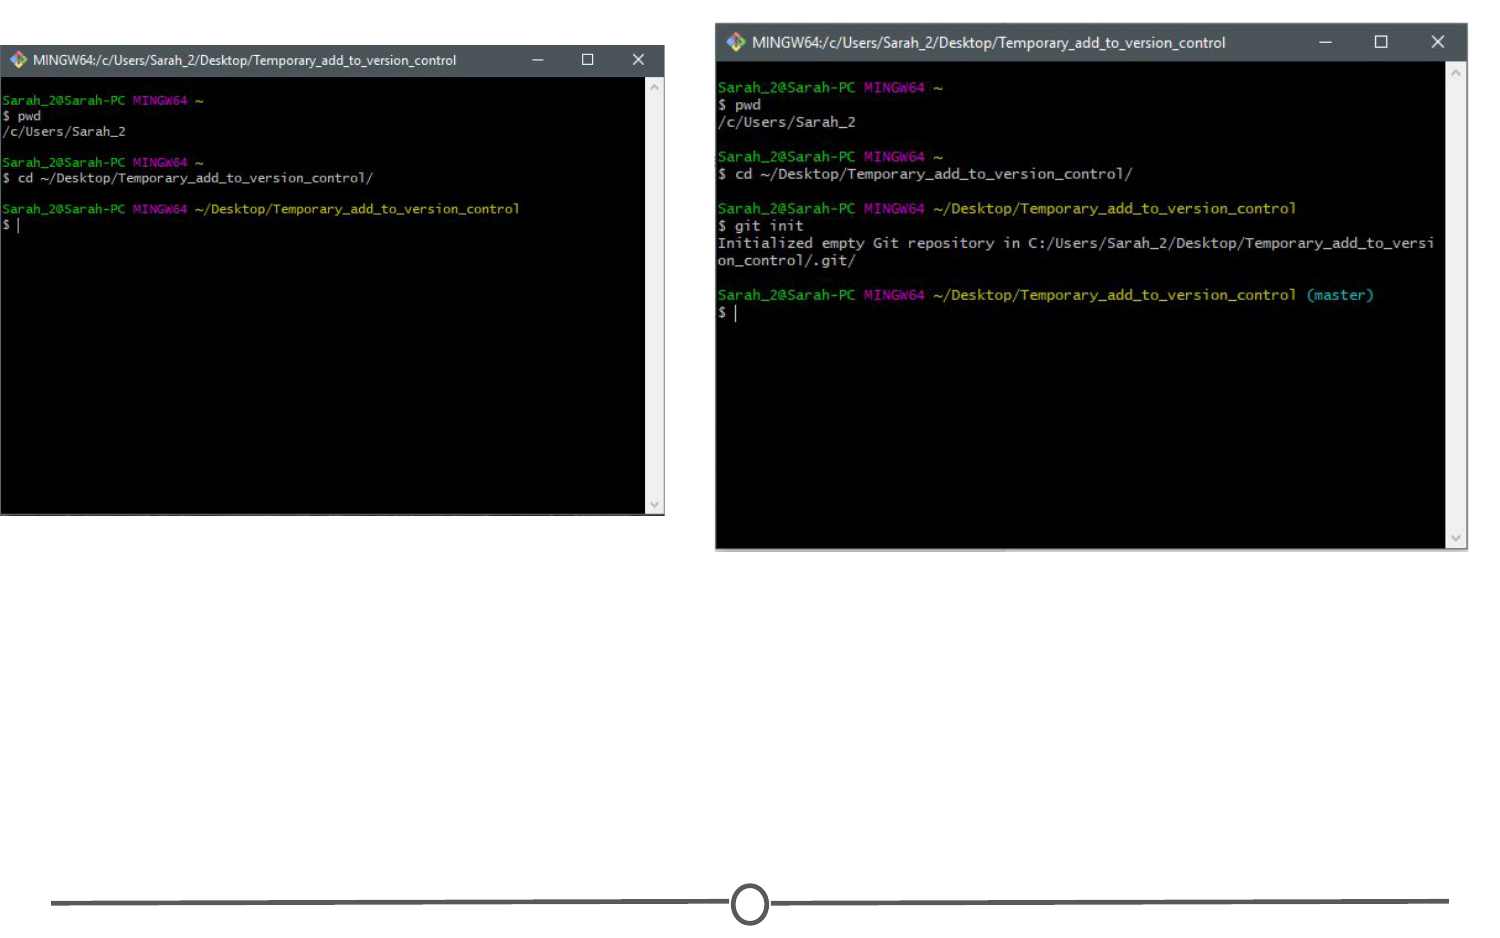 MINGW64:/c/Users/Sarah_2/Desktop/Temporary_add_to_version_control
Sarah_2@Sarah-PC MINGW64 ~
$ pwd
/c/Users/Sarah_2
Sarah_2@Sarah-PC MINGW64 ~
$ cd ~/Desktop/Temporary_add_to_version_control/
Sarah_2@Sarah-PC MINGW64 ~/Desktop/Temporary_add_to_version_control
$
MINGW64:/c/Users/Sarah_2/Desktop/Temporary_add_to_version_control
Sarah_2@Sarah-PC MINGW64 ~
$ pwd
/c/Users/Sarah_2
Sarah_2@Sarah-PC MINGW64 ~
$ cd ~/Desktop/Temporary_add_to_version_control/
Sarah_2@Sarah-PC MINGW64 ~/Desktop/Temporary_add_to_version_control
$ git init
Initialized empty Git repository in C:/Users/Sarah_2/Desktop/Temporary_add_to_versi
on_control/.git/
Sarah_2@Sarah-PC MINGW64 ~/Desktop/Temporary_add_to_version_control (master)
$